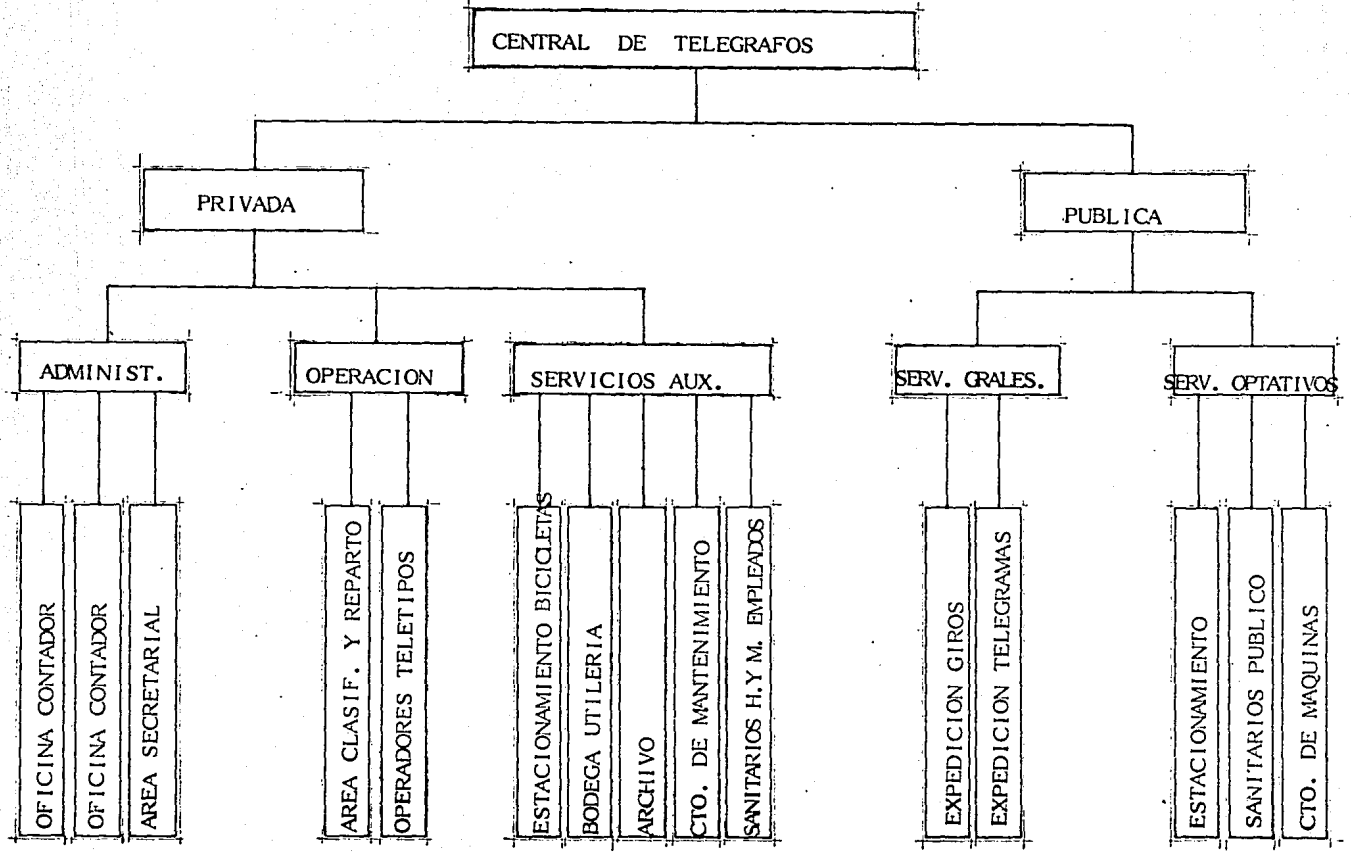 CENTRAL DE TELEGRAFOS
PRIVADA
PUBLICA
ADMINIST.
OPERACION
SERVICIOS AUX.
SERV. GRALES.
SERV. OPTATIVOS
OFICINA CONTADOR
OFICINA CONTADOR
AREA SECRETARIAL
AREA CLASIF. Y REPARTO
OPERADORES TELETIPOS
ESTACIONAMIENTO BICICLETAS
BODEGA UTILERIA
ARCHIVO
CTO. DE MANTENIMIENTO
SANITARIOS H.Y M. EMPLEADOS
EXPEDICION GIROS
EXPEDICION TELEGRAMAS
ESTACIONAMIENTO
SANITARIOS PUBLICO
CTO. DE MAQUINAS